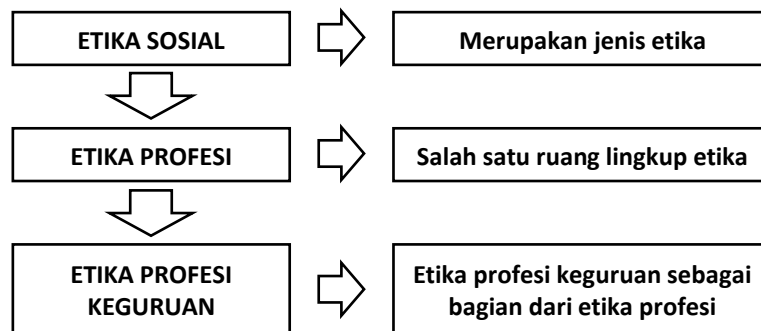 ETIKA SOSIAL
Merupakan jenis etika
ETIKA PROFESI
Salah satu ruang lingkup etika
ETIKA PROFESI
KEGURUAN
Etika profesi keguruan sebagai
bagian dari etika profesi